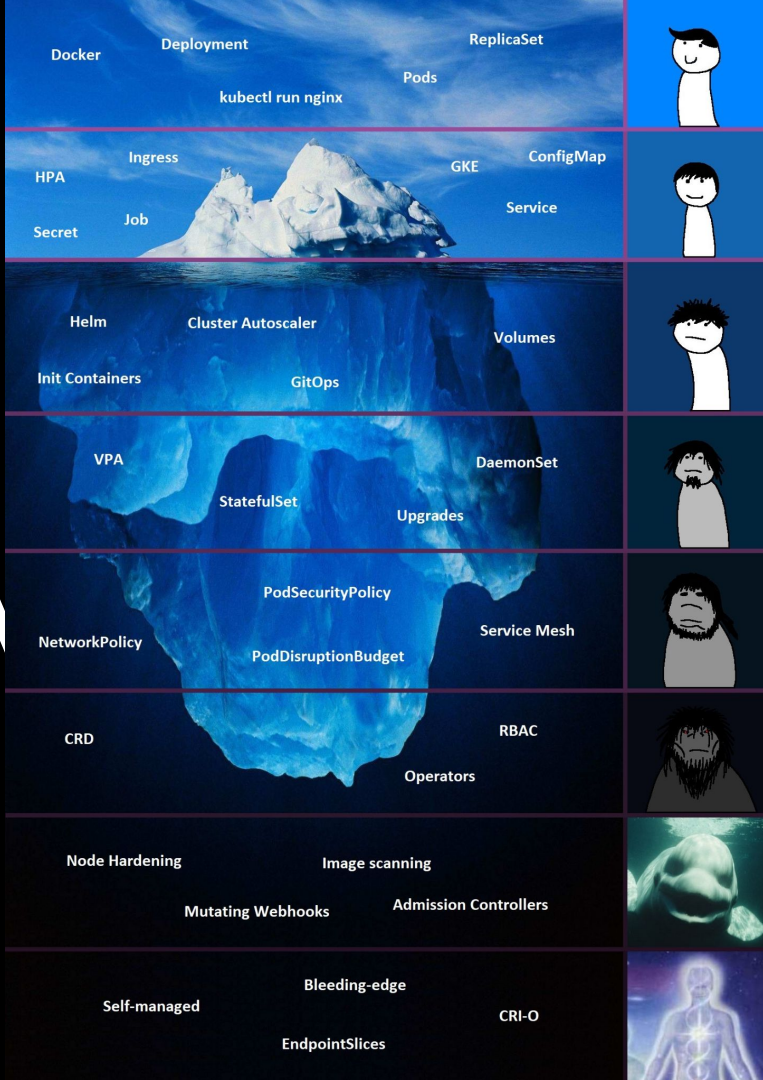 Docker
Deployment
ReplicaSet
Pods
kubectl run nginx
HPA
Ingress
GKE
ConfigMap
Secret
Job
Service
Helm
Cluster Autoscaler
Volumes
Init Containers
GitOps
VPA
DaemonSet
StatefulSet
Upgrades
PodSecurityPolicy
NetworkPolicy
Service Mesh
PodDisruptionBudget
CRD
RBAC
Operators
Node Hardening
Image scanning
Mutating Webhooks
Admission Controllers
Bleeding-edge
Self-managed
CRI-O
EndpointSlices